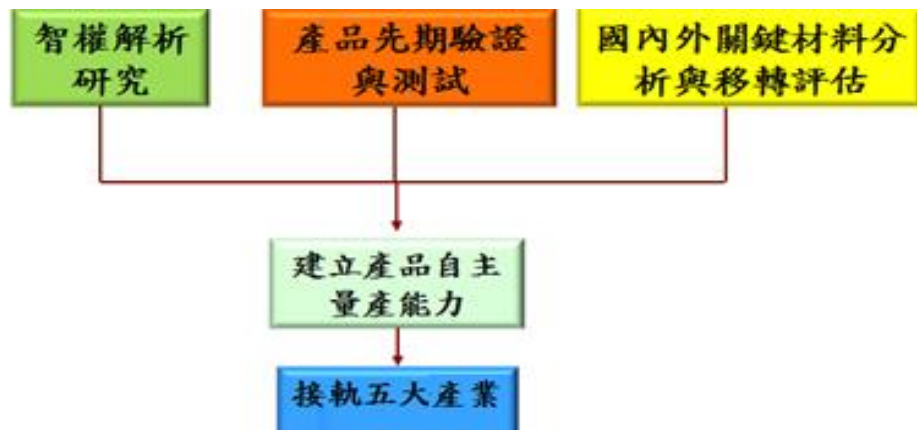 智權解析
研究
產品先期驗證
與測試
國內外關鍵材料分
析與移轉評估
建立產品自主
量產能力
接軌五大產業